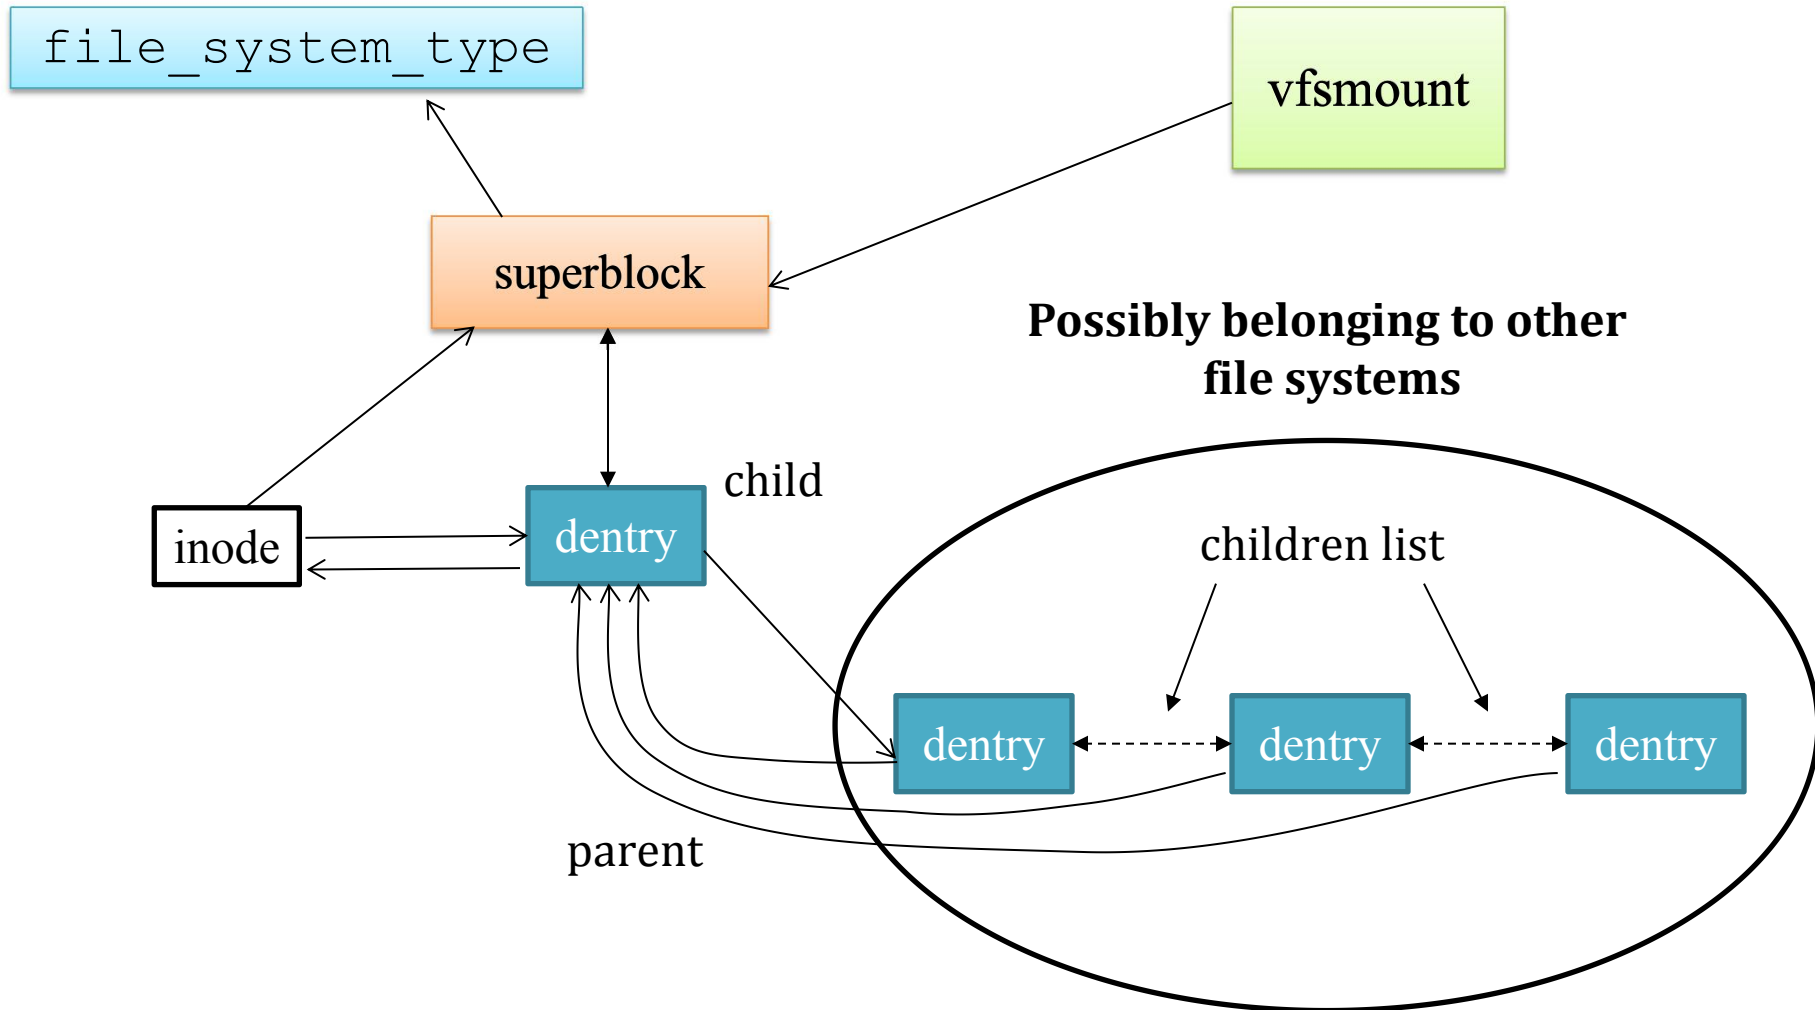 file_system_type
vfsmount
superblock
Possibly belonging to other
file systems
child
inode
dentry
children list
dentry
dentry
dentry
parent